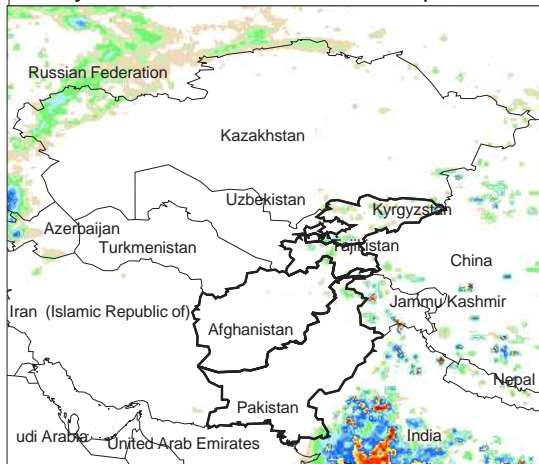 Russian Federation
Kazakhstan
Uzbekistan
Kyrgyzstan
Azerbaijan
Turkmenistan
Tajikistan
China
Iran (Islamic Republic of)
Jammu Kashmir
Afghanistan
Nepal
Pakistan
udi Arabia
United Arab Emirates
India